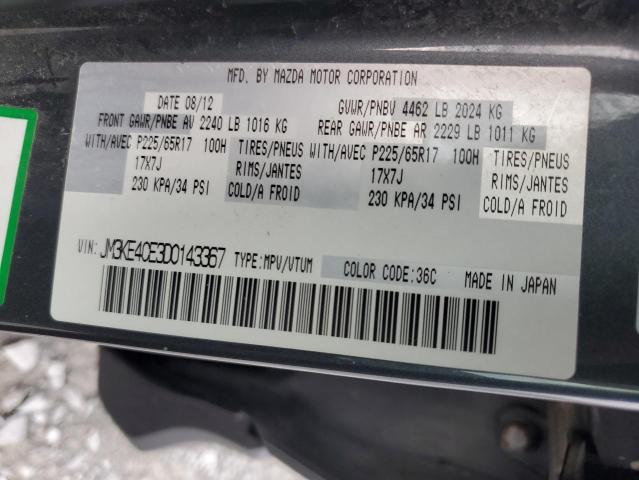 MFD. BY MAZDA MOTOR CORPORATION
DATE 08/12 GVWR/PNBV 4462 LB 2024 KG
FRONT GAWR/PNBE AV 2240 LB 1016 KG REAR GAWR/PNBE AR 2229 LB 1011 KG
WITH/AVEC P225/65R17 100H TIRES/PNEUS WITH/AVEC P225/65R17 100H TIRES/PNEUS
17X7J RIMS/JANTES 17X7J RIMS/JANTES
230 KPA/34 PSI COLD/A FROID 230 KPA/34 PSI COLD/A FROID
VIN: JM3KE4CE3D0143367 TYPE:MPV/VTUM COLOR CODE:36C MADE IN JAPAN